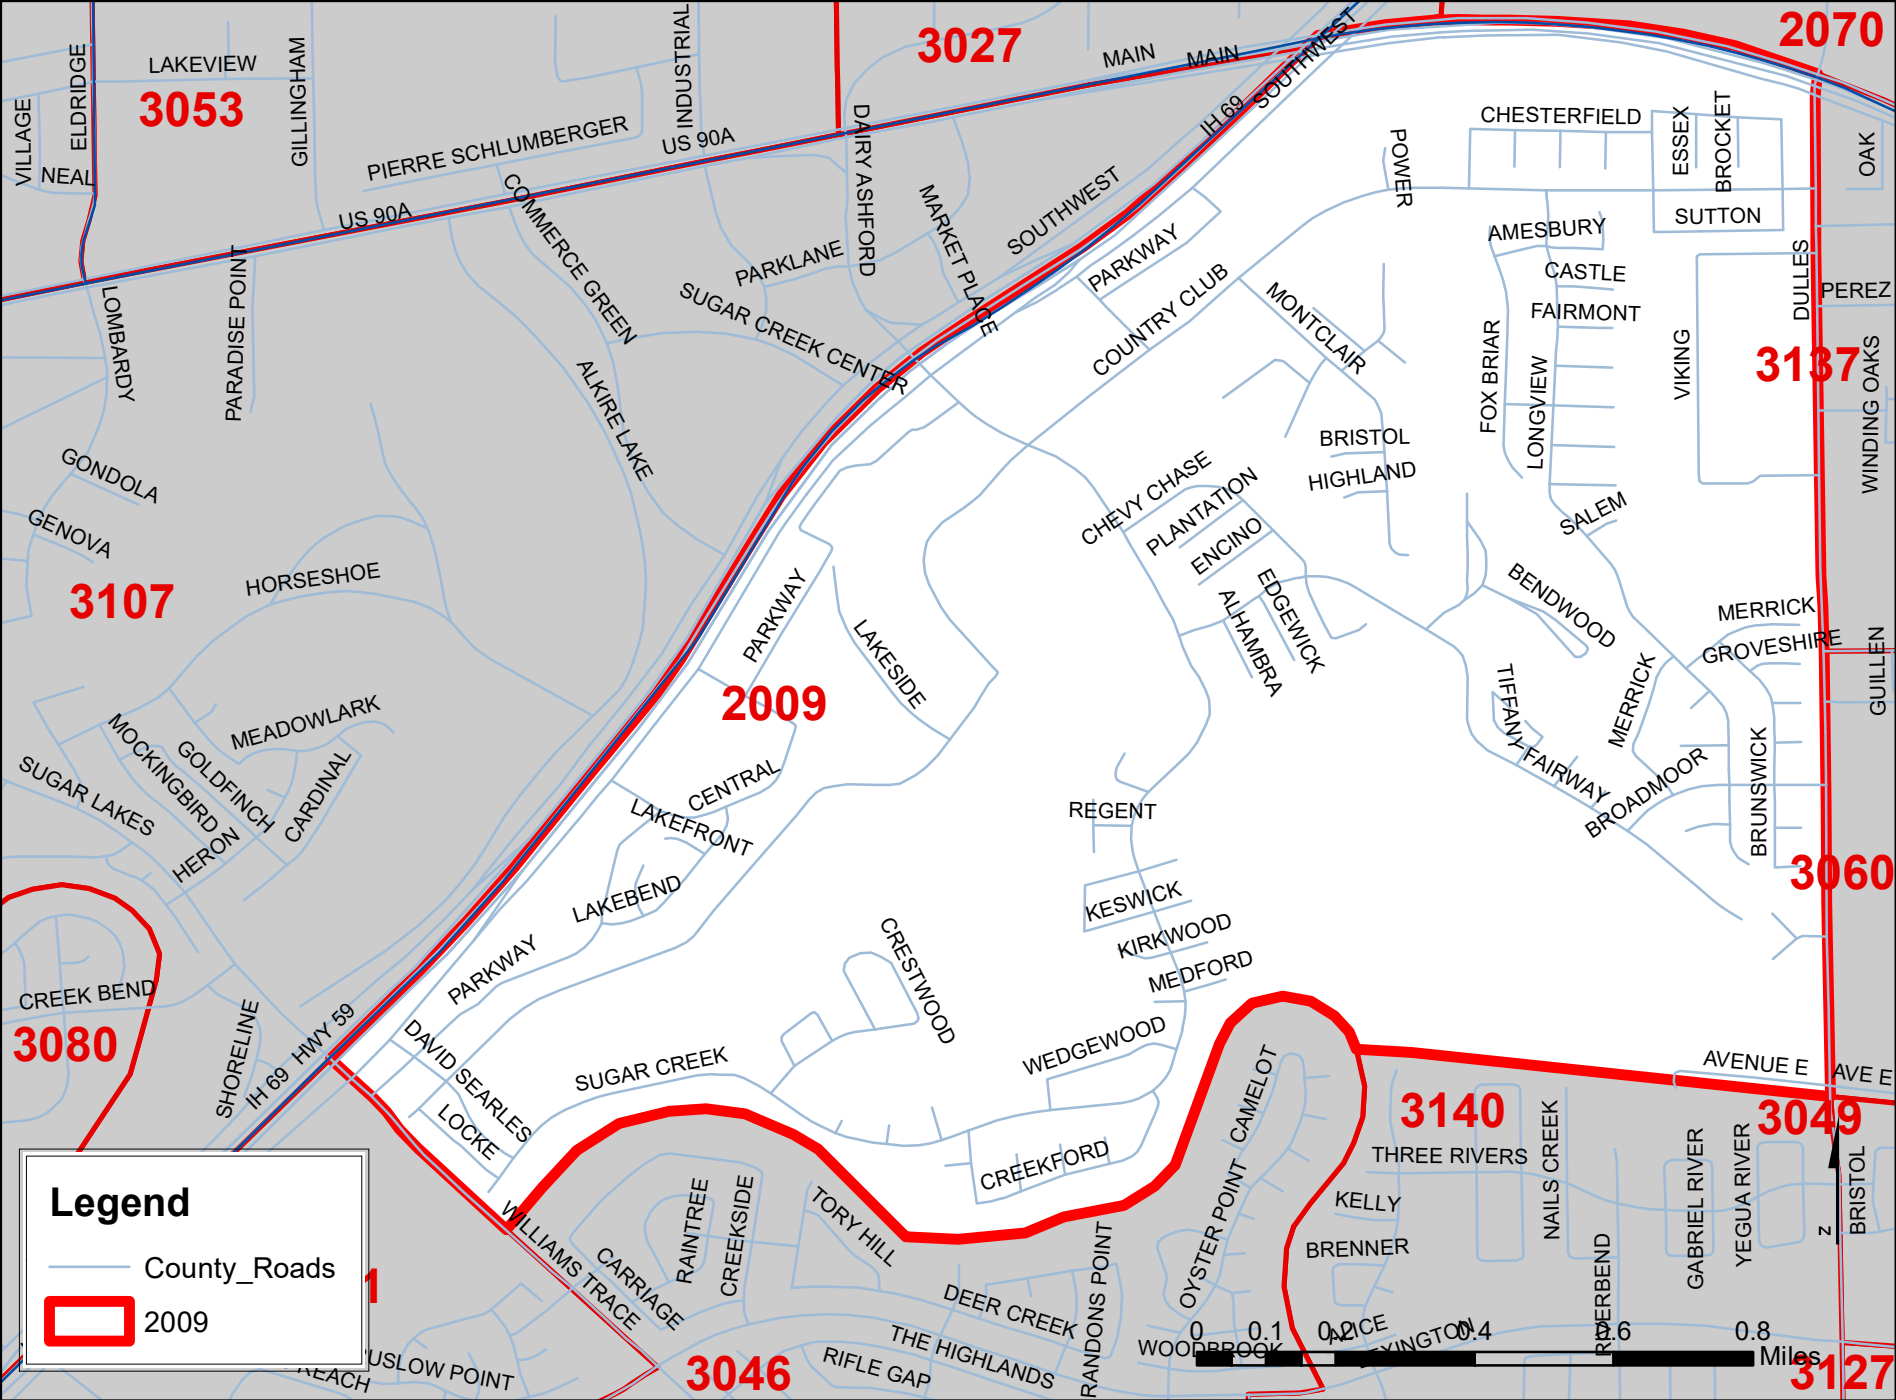 3027
2070
LAKEVIEW
ELDRIDGE
GILLINGHAM
INDUSTRIAL
MAIN
MAIN
SOUTHWEST
3053
VILLAGE
NEAL
PIERRE SCHLUMBERGER
US 90A
US 90A
DAIRY ASHFORD
IH 69
CHESTERFIELD
ESSEX
BROCKET
OAK
POWER
SUTTON
COMMERCE GREEN
MARKET PLACE
SOUTHWEST
PARKWAY
AMESBURY
PARADISE POINT
PARKLANE
CASTLE
DULLES
PEREZ
LOMBARDY
SUGAR CREEK CENTER
COUNTRY CLUB
MONTCLAIR
FAIRMONT
FOX BRIAR
LONGVIEW
VIKING
3137
WINDING OAKS
ALKIRE LAKE
BRISTOL
HIGHLAND
GONDOLA
GENOVA
CHEVY CHASE
PLANTATION
ENCINO
SALEM
HORSESHOE
3107
PARKWAY
LAKESIDE
EDGEWICK
ALHAMBRA
BENDWOOD
MERRICK
GROVESHIRE
GUILLEN
2009
MERRICK
TIFFANY
MEADOWLARK
MOCKINGBIRD
GOLDFINCH
CARDINAL
HERON
SUGAR LAKES
CENTRAL
LAKEFRONT
REGENT
FAIRWAY
BROADMOOR
BRUNSWICK
3060
LAKEBEND
KESWICK
KIRKWOOD
MEDFORD
CRESTWOOD
PARKWAY
CREEK BEND
3080
SHORELINE
IH 69
HWY 59
DAVID SEARLES
LOCKE
SUGAR CREEK
WEDGEWOOD
CAMELOT
AVENUE E
AVE E
3140
3049
CREEKFORD
OYSTER POINT
THREE RIVERS
NAILS CREEK
GABRIEL RIVER
YEGUA RIVER
BRISTOL
KELLY
BRENNER
RAINTREE
CREEKSIDE
TORY HILL
WILLIAMS TRACE
CARRIAGE
RANDONS POINT
DEER CREEK
THE HIGHLANDS
RIFLE GAP
WOODBROOK
ALICE
3046
3127
Legend
County_Roads
2009
1
REACH
USLOW POINT
0 0.1 0.2 0.4 0.6 0.8
Miles
Z